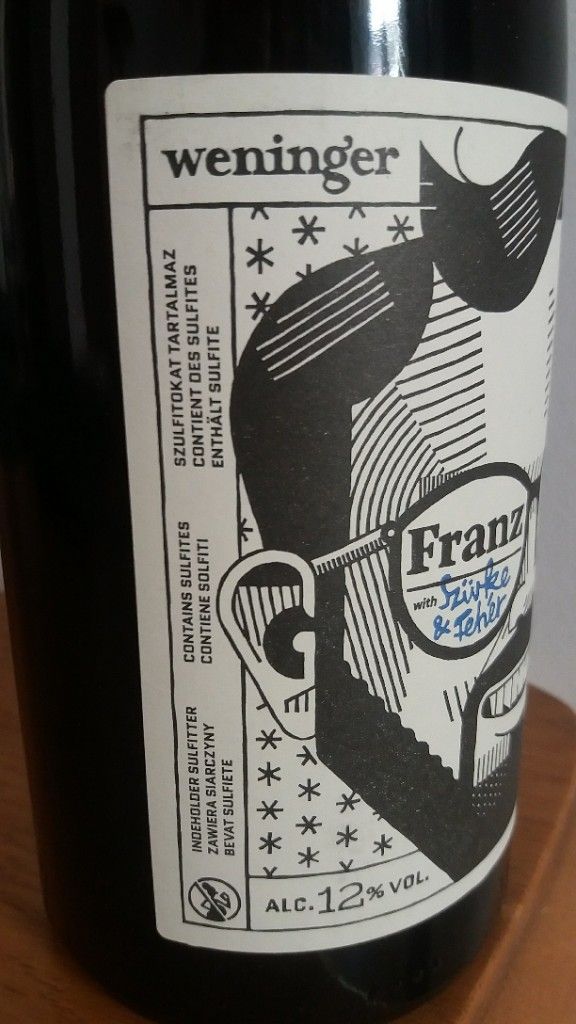 weninger
SZULFITOKAT TARTALMAZ
CONTIENT DES SULFITES
ENTHÄLT SULFITE
CONTAINS SULFITES
CONTIENE SOLFITI
INDEHOLDER SULFITTER
ZAWIERA SIARCZYNY
BEVAT SULFIETE
Franz
with Szürke
& Fehér
ALC. 12% VOL.